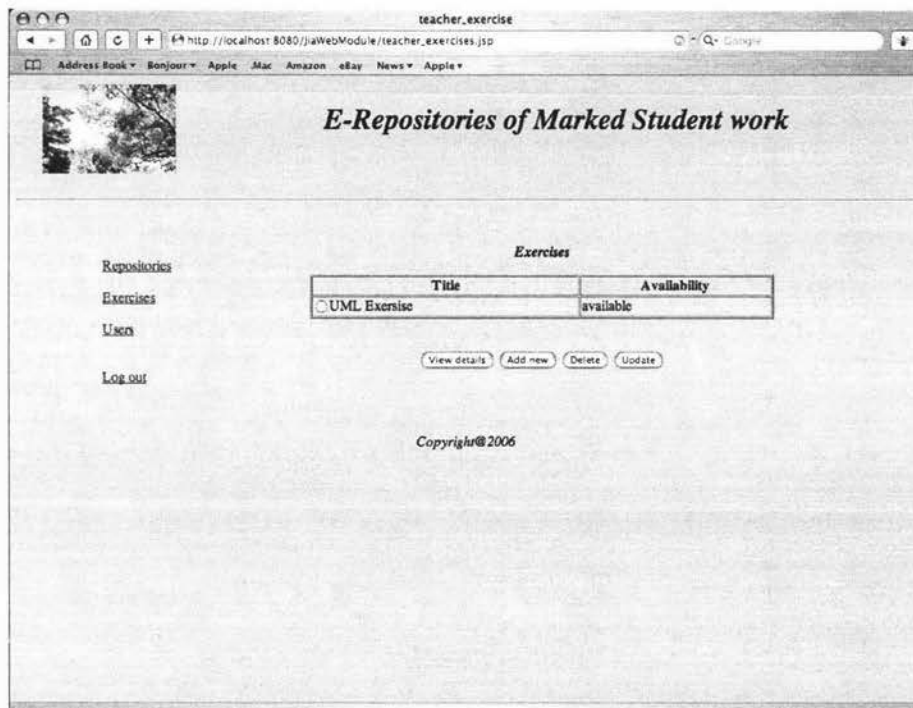 teacher_exercise
http://localhost:8080/JiaWebModule/teacher_exercises.jsp
Google
Address Book Bonjour Apple .Mac Amazon eBay News Apple
E-Repositories of Marked Student work
Repositories
Exercises
Users
Log out
Exercises
Title Availability
UML Exersise available
View details Add new Delete Update
Copyright@2006